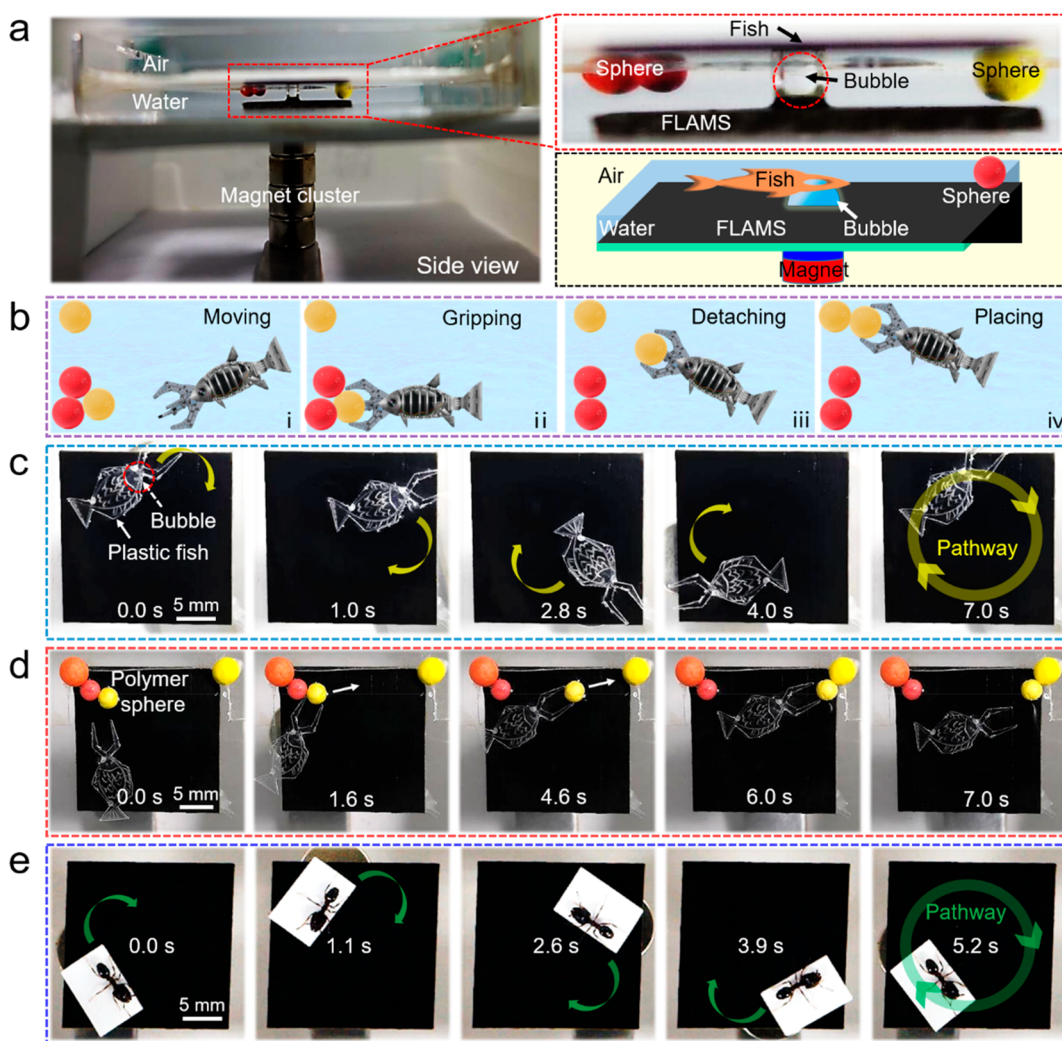 a
Air
Water
Magnet cluster
Side view
Fish
Sphere
Bubble
Sphere
FLAMS
Air
Fish
Sphere
Water
FLAMS
Bubble
Magnet
b
Moving
i
Gripping
ii
Detaching
iii
Placing
iv
c
Bubble
Plastic fish
0.0 s
5 mm
1.0 s
2.8 s
4.0 s
Pathway
7.0 s
d
Polymer
sphere
0.0 s
5 mm
1.6 s
4.6 s
6.0 s
7.0 s
e
0.0 s
5 mm
1.1 s
2.6 s
3.9 s
Pathway
5.2 s